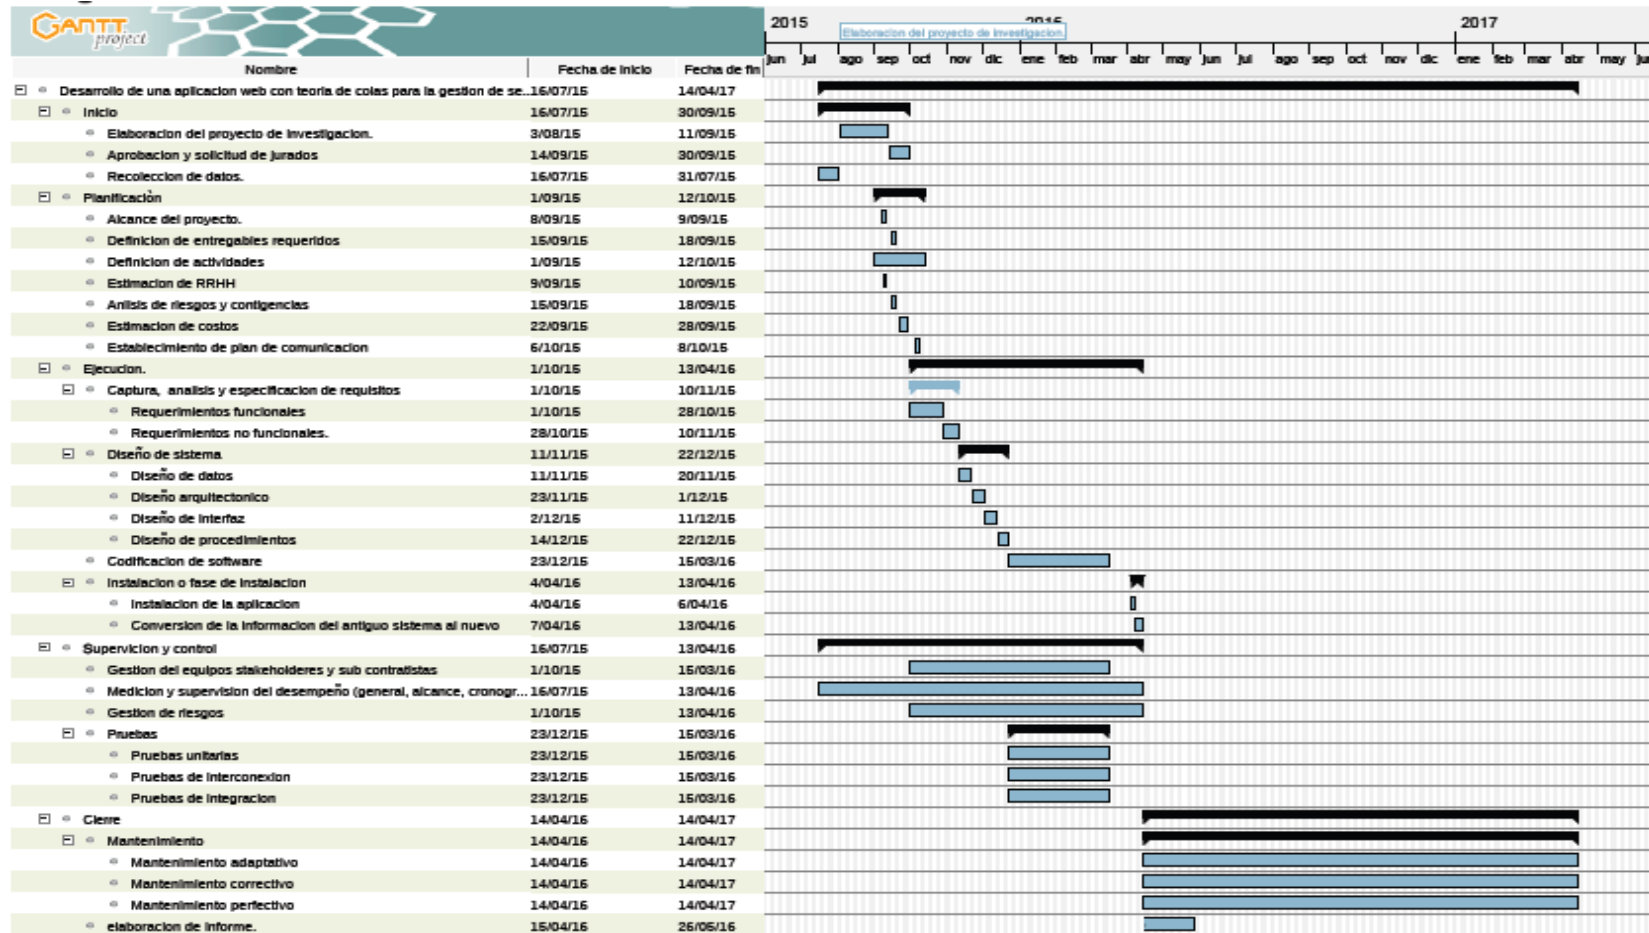 GANTT project
2015 2016 2017
Elaboracion del proyecto de investigacion.
jun jul ago sep oct nov dic ene feb mar abr may jun jul ago sep oct nov dic ene feb mar abr may
Nombre Fecha de inicio Fecha de fin
Desarrollo de una aplicacion web con teoria de colas para la gestion de se... 16/07/15 14/04/17
Inicio 16/07/15 30/09/15
Elaboracion del proyecto de investigacion. 3/08/15 11/09/15
Aprobacion y solicitud de jurados 14/09/15 30/09/15
Recoleccion de datos. 16/07/15 31/07/15
Planificaciòn 1/09/15 12/10/15
Alcance del proyecto. 8/09/15 9/09/15
Definicion de entregables requeridos 15/09/15 18/09/15
Definicion de actividades 1/09/15 12/10/15
Estimacion de RRHH 9/09/15 10/09/15
Anlisis de riesgos y contigencias 15/09/15 18/09/15
Estimacion de costos 22/09/15 28/09/15
Establecimiento de plan de comunicacion 6/10/15 8/10/15
Ejecucion. 1/10/15 13/04/16
Captura, analisis y especificacion de requisitos 1/10/15 10/11/15
Requerimientos funcionales 1/10/15 28/10/15
Requerimientos no funcionales. 28/10/15 10/11/15
Diseño de sistema 11/11/15 22/12/15
Diseño de datos 11/11/15 20/11/15
Diseño arquitectonico 23/11/15 1/12/15
Diseño de interfaz 2/12/15 11/12/15
Diseño de procedimientos 14/12/15 22/12/15
Codificacion de software 23/12/15 15/03/16
Instalacion o fase de instalacion 4/04/16 13/04/16
Instalacion de la aplicacion 4/04/16 6/04/16
Conversion de la informacion del antiguo sistema al nuevo 7/04/16 13/04/16
Supervicion y control 16/07/15 13/04/16
Gestion del equipos stakeholderes y sub contratistas 1/10/15 15/03/16
Medicion y supervision del desempeño (general, alcance, cronogr... 16/07/15 13/04/16
Gestion de riesgos 1/10/15 13/04/16
Pruebas 23/12/15 15/03/16
Pruebas unitarias 23/12/15 15/03/16
Pruebas de interconexion 23/12/15 15/03/16
Pruebas de integracion 23/12/15 15/03/16
Cierre 14/04/16 14/04/17
Mantenimiento 14/04/16 14/04/17
Mantenimiento adaptativo 14/04/16 14/04/17
Mantenimiento correctivo 14/04/16 14/04/17
Mantenimiento perfectivo 14/04/16 14/04/17
elaboracion de informe. 15/04/16 26/05/16